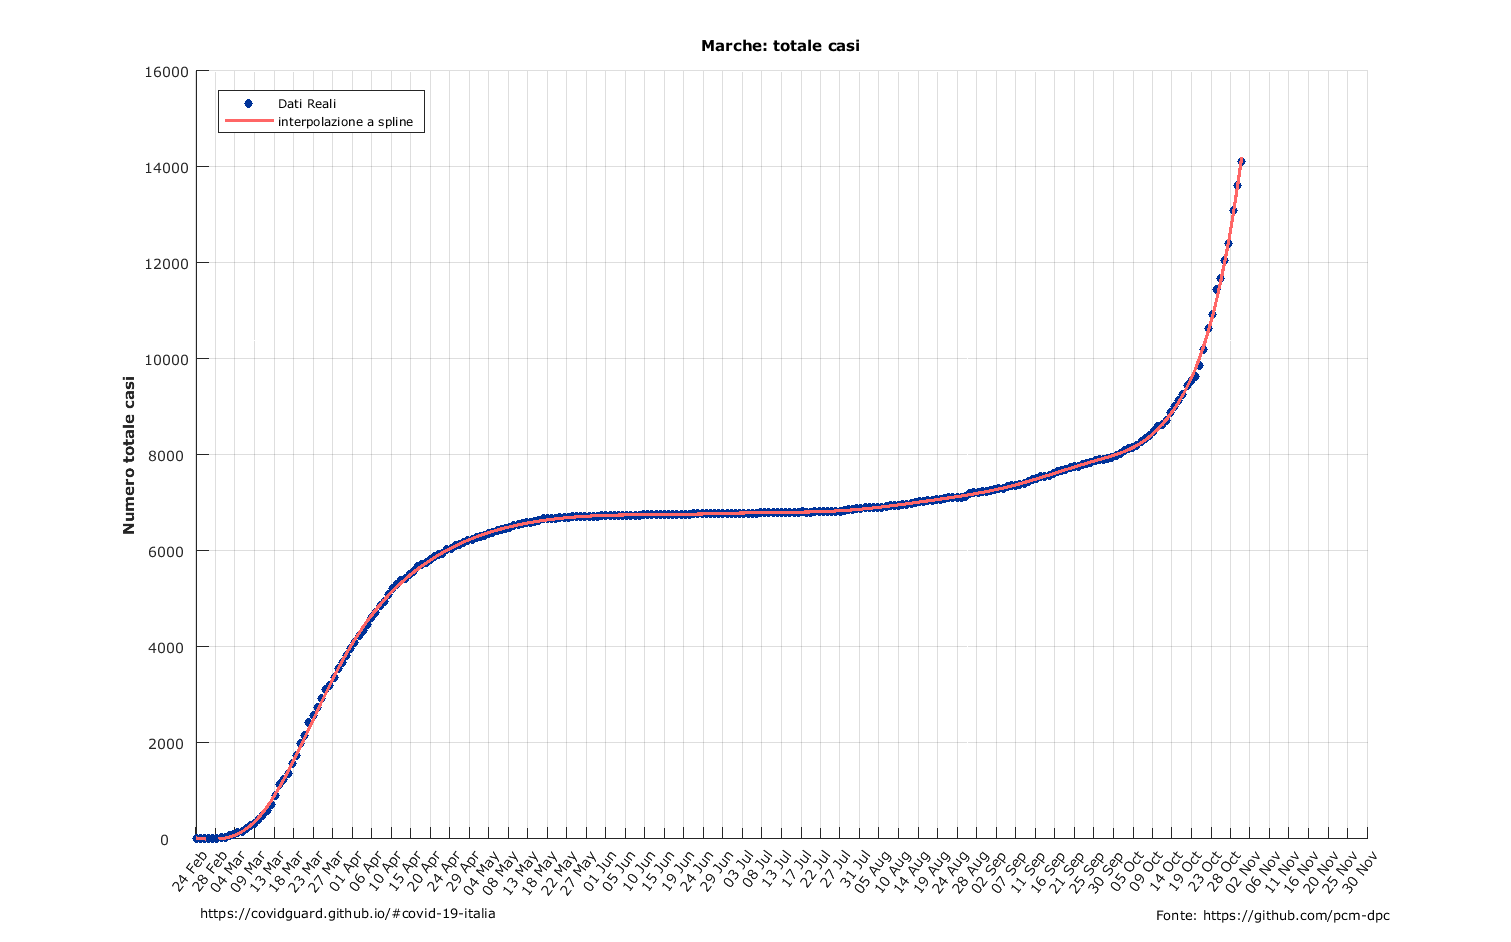 Marche: totale casi
16000
14000
12000
10000
8000
6000
4000
2000
0
Numero totale casi
Dati Reali
interpolazione a spline
24 Feb
28 Feb
04 Mar
09 Mar
13 Mar
18 Mar
23 Mar
27 Mar
01 Apr
06 Apr
10 Apr
15 Apr
20 Apr
24 Apr
29 Apr
04 May
08 May
13 May
18 May
22 May
27 May
01 Jun
05 Jun
10 Jun
15 Jun
19 Jun
24 Jun
29 Jun
03 Jul
08 Jul
13 Jul
17 Jul
22 Jul
27 Jul
31 Jul
05 Aug
10 Aug
14 Aug
19 Aug
24 Aug
28 Aug
02 Sep
07 Sep
11 Sep
16 Sep
21 Sep
25 Sep
30 Sep
05 Oct
09 Oct
14 Oct
19 Oct
23 Oct
28 Oct
02 Nov
06 Nov
11 Nov
16 Nov
20 Nov
25 Nov
30 Nov
https://covidguard.github.io/#covid-19-italia
Fonte: https://github.com/pcm-dpc